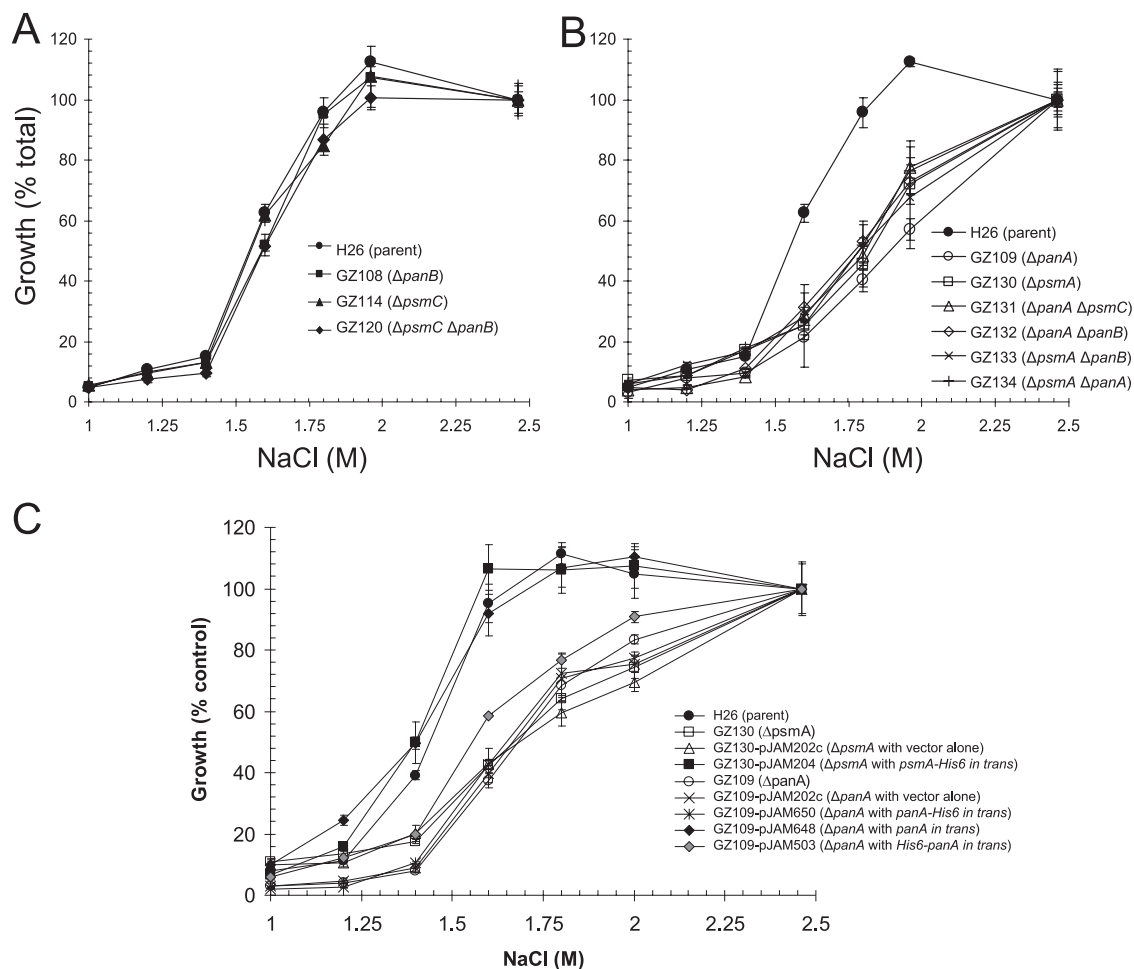 A
120
100
80
60
40
20
0
Growth (% total)
H26 (parent)
GZ108 (ΔpanB)
GZ114 (ΔpsmC)
GZ120 (ΔpsmC ΔpanB)
1 1.25 1.5 1.75 2 2.25 2.5
NaCl (M)
B
120
100
80
60
40
20
0
H26 (parent)
GZ109 (ΔpanA)
GZ130 (ΔpsmA)
GZ131 (ΔpanA ΔpsmC)
GZ132 (ΔpanA ΔpanB)
GZ133 (ΔpsmA ΔpanB)
GZ134 (ΔpsmA ΔpanA)
1 1.25 1.5 1.75 2 2.25 2.5
NaCl (M)
C
120
100
80
60
40
20
0
Growth (% control)
H26 (parent)
GZ130 (ΔpsmA)
GZ130-pJAM202c (ΔpsmA with vector alone)
GZ130-pJAM204 (ΔpsmA with psmA-His6 in trans)
GZ109 (ΔpanA)
GZ109-pJAM202c (ΔpanA with vector alone)
GZ109-pJAM650 (ΔpanA with panA-His6 in trans)
GZ109-pJAM648 (ΔpanA with panA in trans)
GZ109-pJAM503 (ΔpanA with His6-panA in trans)
1 1.25 1.5 1.75 2 2.25 2.5
NaCl (M)